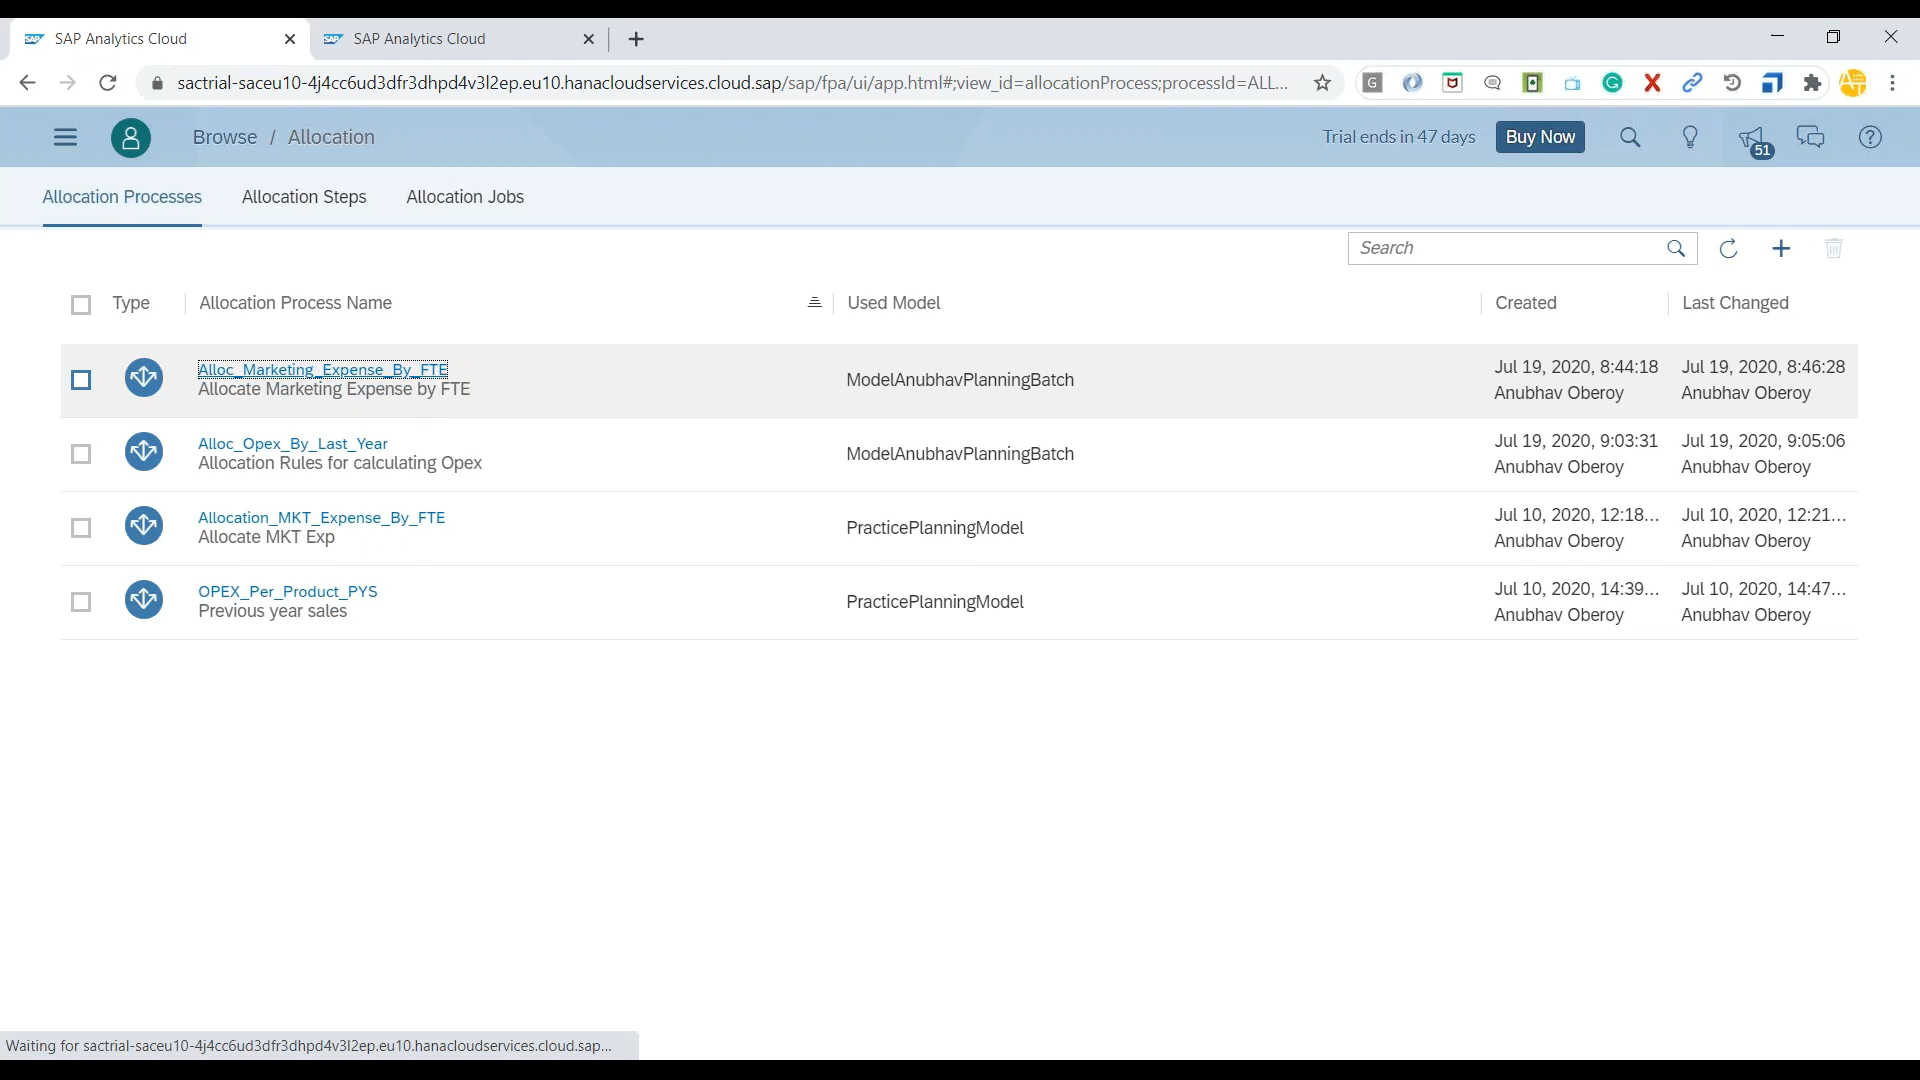 SAP Analytics Cloud
SAP Analytics Cloud
sactrial-saceu10-4j4cc6ud3dfr3dhpd4v3l2ep.eu10.hanacloudservices.cloud.sap/sap/fpa/ui/app.html#;view_id=allocationProcess;processId=ALL...
Browse / Allocation
Trial ends in 47 days
Buy Now
51
Allocation Processes
Allocation Steps
Allocation Jobs
Search
Type
Allocation Process Name
Used Model
Created
Last Changed
Alloc_Marketing_Expense_By_FTE
Allocate Marketing Expense by FTE
ModelAnubhavPlanningBatch
Jul 19, 2020, 8:44:18
Anubhav Oberoy
Jul 19, 2020, 8:46:28
Anubhav Oberoy
Alloc_Opex_By_Last_Year
Allocation Rules for calculating Opex
ModelAnubhavPlanningBatch
Jul 19, 2020, 9:03:31
Anubhav Oberoy
Jul 19, 2020, 9:05:06
Anubhav Oberoy
Allocation_MKT_Expense_By_FTE
Allocate MKT Exp
PracticePlanningModel
Jul 10, 2020, 12:18...
Anubhav Oberoy
Jul 10, 2020, 12:21...
Anubhav Oberoy
OPEX_Per_Product_PYS
Previous year sales
PracticePlanningModel
Jul 10, 2020, 14:39...
Anubhav Oberoy
Jul 10, 2020, 14:47...
Anubhav Oberoy
Waiting for sactrial-saceu10-4j4cc6ud3dfr3dhpd4v3l2ep.eu10.hanacloudservices.cloud.sap...